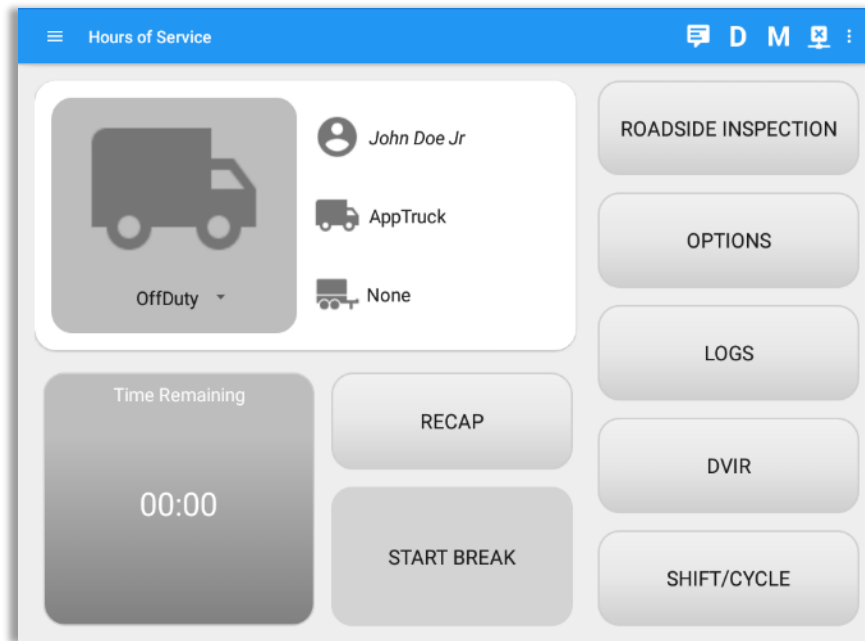 Hours of Service
D M
John Doe Jr
AppTruck
None
OffDuty
Time Remaining
00:00
RECAP
START BREAK
ROADSIDE INSPECTION
OPTIONS
LOGS
DVIR
SHIFT/CYCLE